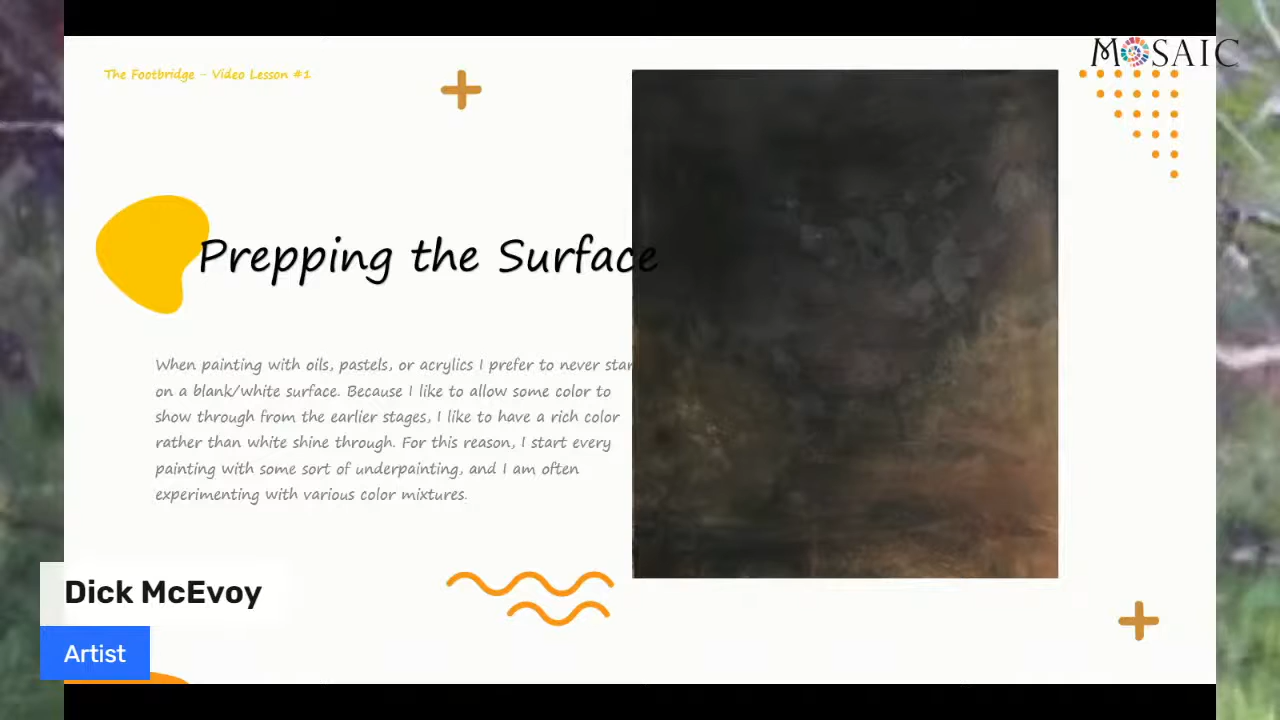 MOSAIC
The Footbridge - Video Lesson #1
Prepping the Surface
When painting with oils, pastels, or acrylics I prefer to never star
on a blank/white surface. Because I like to allow some color to
show through from the earlier stages, I like to have a rich color
rather than white shine through. For this reason, I start every
painting with some sort of underpainting, and I am often
experimenting with various color mixtures.
Dick McEvoy
Artist